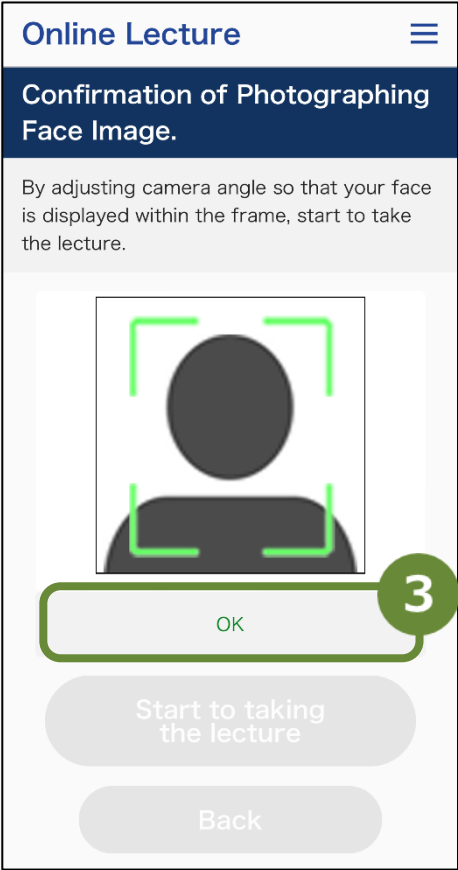 Online Lecture
Confirmation of Photographing
Face Image.
By adjusting camera angle so that your face
is displayed within the frame, start to take
the lecture.
3
OK
Start to taking
the lecture
Back